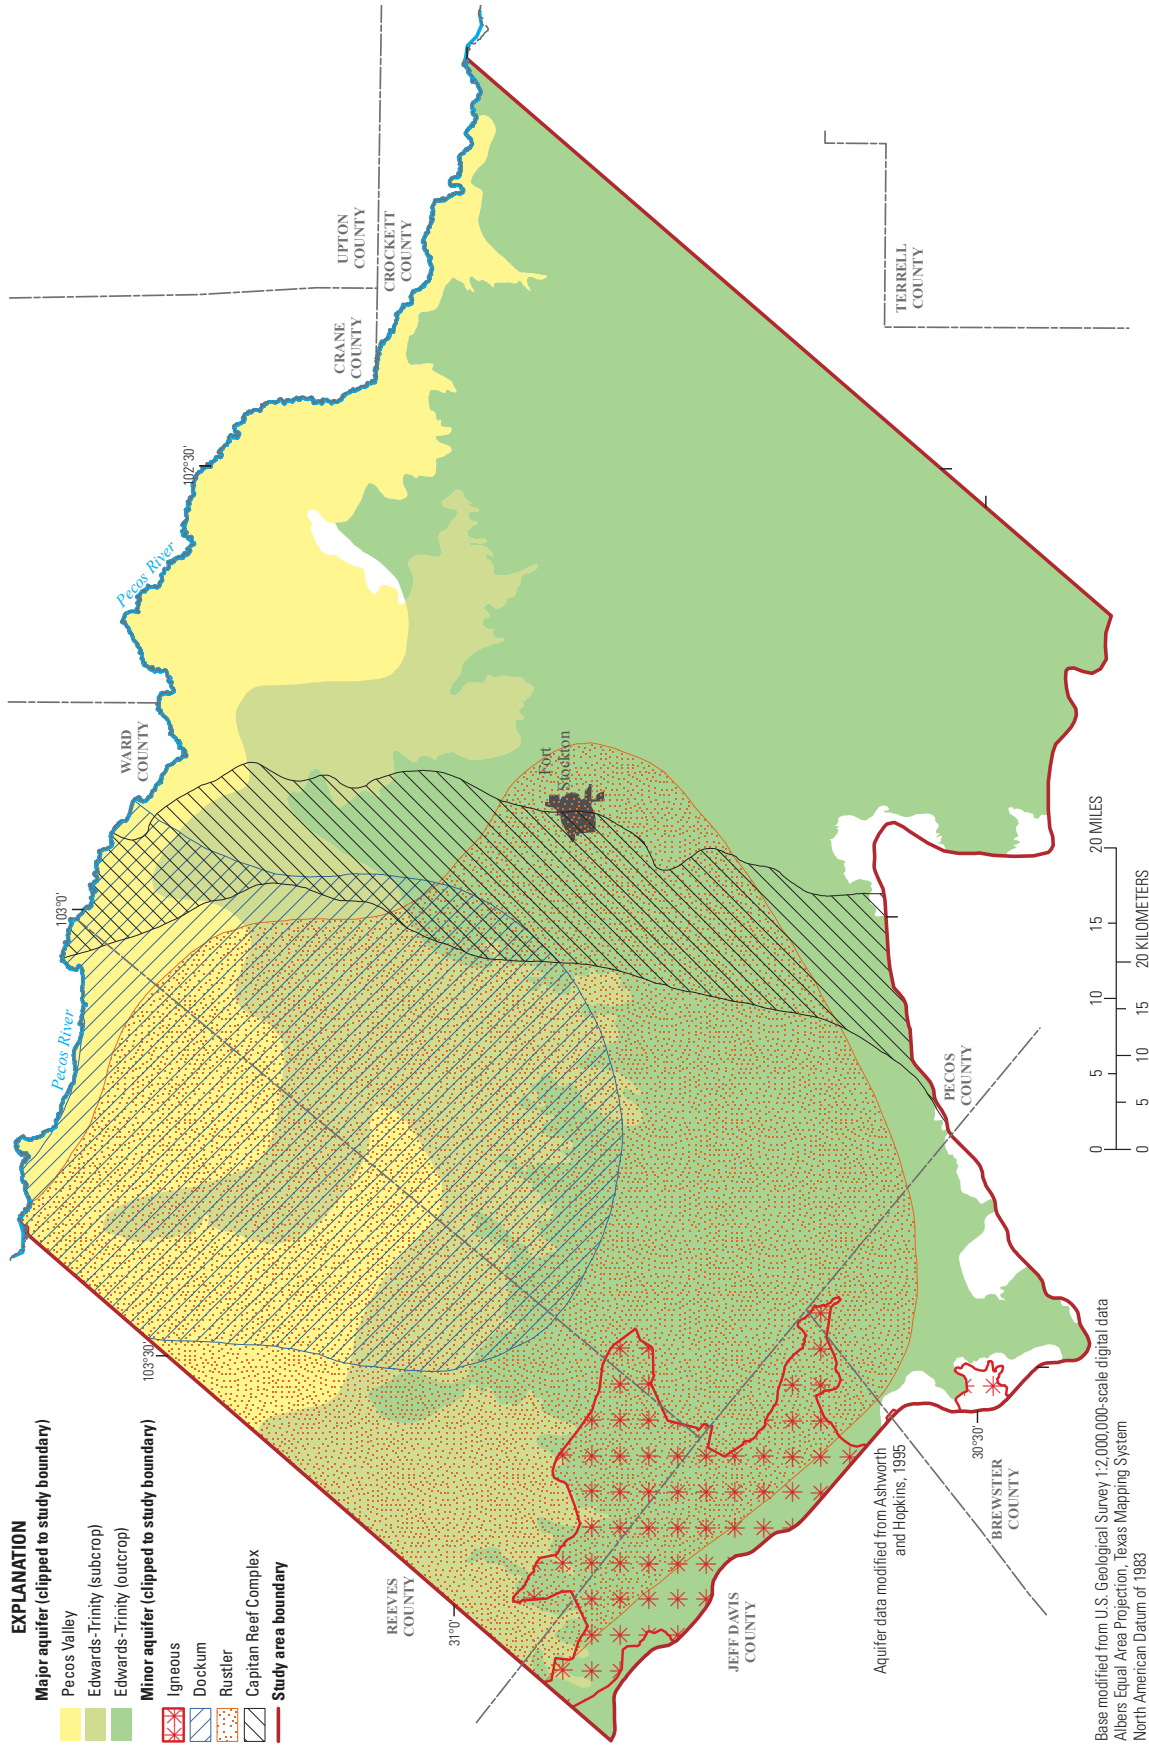 EXPLANATION
Major aquifer (clipped to study boundary)
Pecos Valley
Edwards-Trinity (subcrop)
Edwards-Trinity (outcrop)
Minor aquifer (clipped to study boundary)
Igneous
Dockum
Rustler
Capitan Reef Complex
Study area boundary
103°30'
103°0'
102°30'
31°0'
30°30'
Pecos River
Pecos River
WARD
COUNTY
CRANE
COUNTY
UPTON
COUNTY
CROCKETT
COUNTY
TERRELL
COUNTY
REEVES
COUNTY
JEFF DAVIS
COUNTY
BREWSTER
COUNTY
PECOS
COUNTY
Fort
Stockton
Aquifer data modified from Ashworth
and Hopkins, 1995
0 5 10 15 20 MILES
0 5 10 15 20 KILOMETERS
Base modified from U.S. Geological Survey 1:2,000,000-scale digital data
Albers Equal Area Projection, Texas Mapping System
North American Datum of 1983